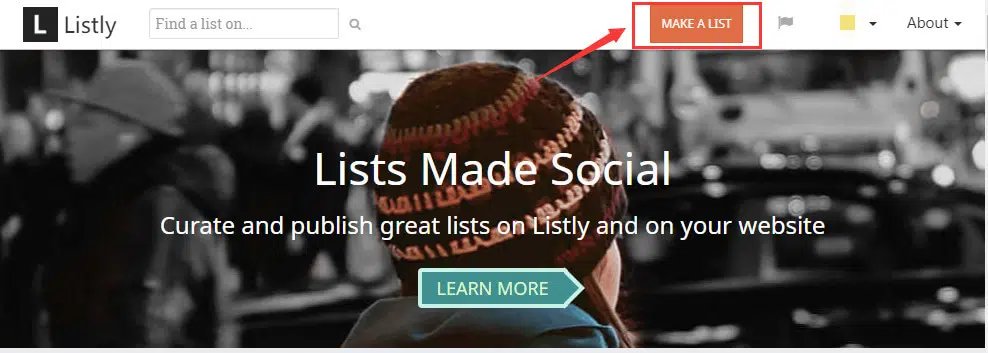 L Listly
Find a list on...
MAKE A LIST
About
Lists Made Social
Curate and publish great lists on Listly and on your website
LEARN MORE